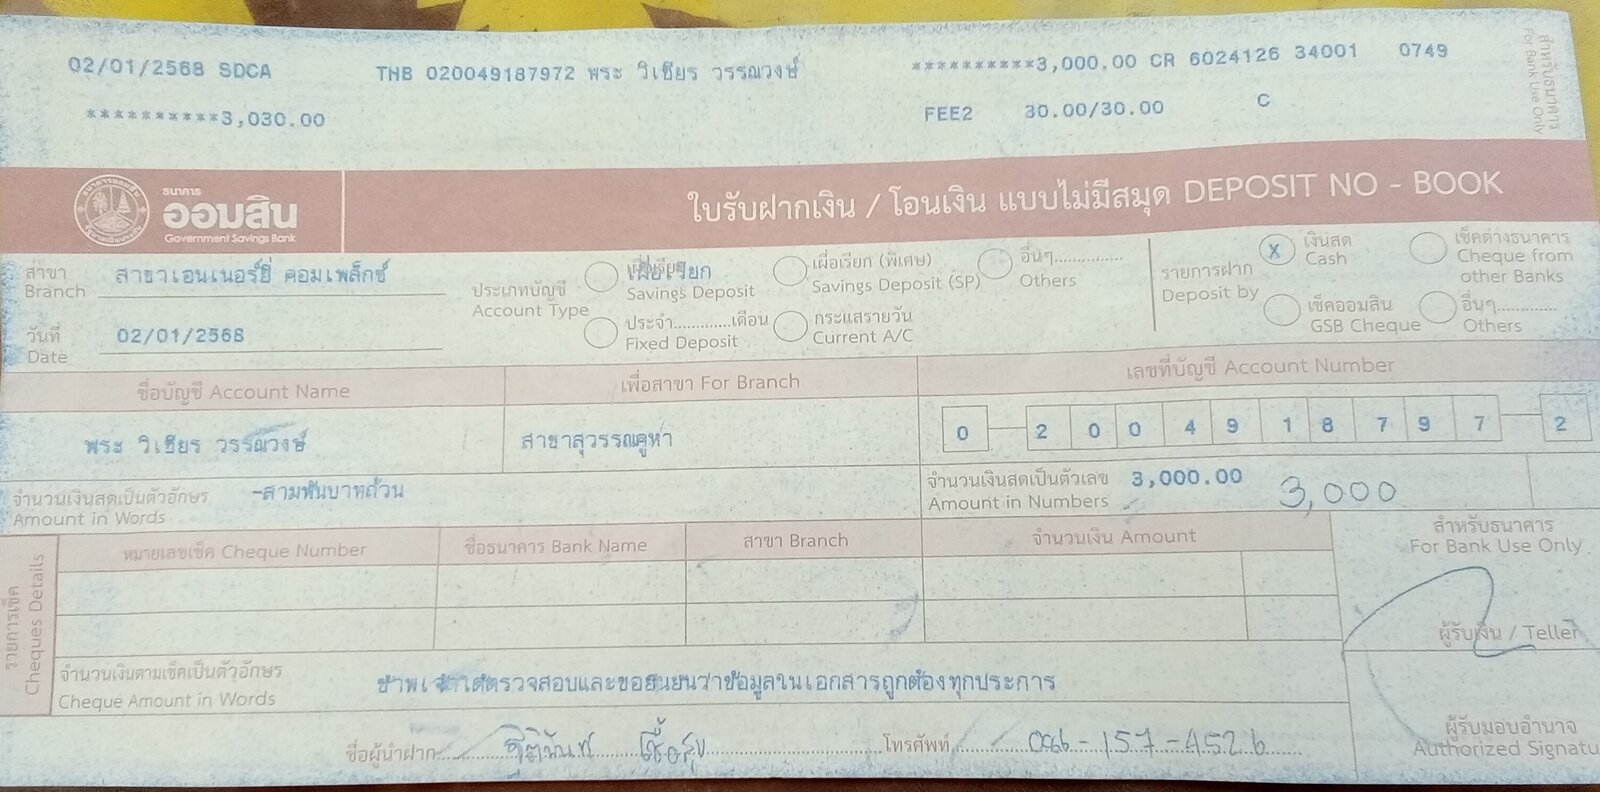 02/01/2568 SDCA THB 020049187972 พระ วิเชียร วรรณวงษ์ **********3,000.00 CR 6024126 34001 0749
**********3,030.00 FEE2 30.00/30.00 C
สำหรับธนาคาร
For Bank Use Only
ธนาคาร
ออมสิน
Government Savings Bank
ใบรับฝากเงิน / โอนเงิน แบบไม่มีสมุด DEPOSIT NO - BOOK
สาขา
Branch
สาขาเอนเนอร์ยี่ คอมเพล็กซ์
วันที่
Date
02/01/2568
ประเภทบัญชี
Account Type
เผื่อเรียก
Savings Deposit
เผื่อเรียก (พิเศษ)
Savings Deposit (SP)
อื่นๆ..............
Others
ประจำ.............เดือน
Fixed Deposit
กระแสรายวัน
Current A/C
รายการฝาก
Deposit by
X
เงินสด
Cash
เช็คต่างธนาคาร
Cheque from
other Banks
เช็คออมสิน
GSB Cheque
อื่นๆ..............
Others
ชื่อบัญชี Account Name เพื่อสาขา For Branch เลขที่บัญชี Account Number
พระ วิเชียร วรรณวงษ์ สาขาสุวรรณคูหา 0 2 0 0 4 9 1 8 7 9 7 2
จำนวนเงินสดเป็นตัวอักษร
Amount in Words
-สามพันบาทถ้วน
จำนวนเงินสดเป็นตัวเลข
Amount in Numbers
3,000.00 3,000
รายการเช็ค
Cheques Details
หมายเลขเช็ค Cheque Number ชื่อธนาคาร Bank Name สาขา Branch จำนวนเงิน Amount
สำหรับธนาคาร
For Bank Use Only
ผู้รับเงิน / Teller
จำนวนเงินตามเช็คเป็นตัวอักษร
Cheque Amount in Words
ข้าพเจ้าได้ตรวจสอบและขอยืนยันว่าข้อมูลในเอกสารถูกต้องทุกประการ
ผู้รับมอบอำนาจ
Authorized Signatu
ชื่อผู้นำฝาก โทรศัพท์ 086-157-4526